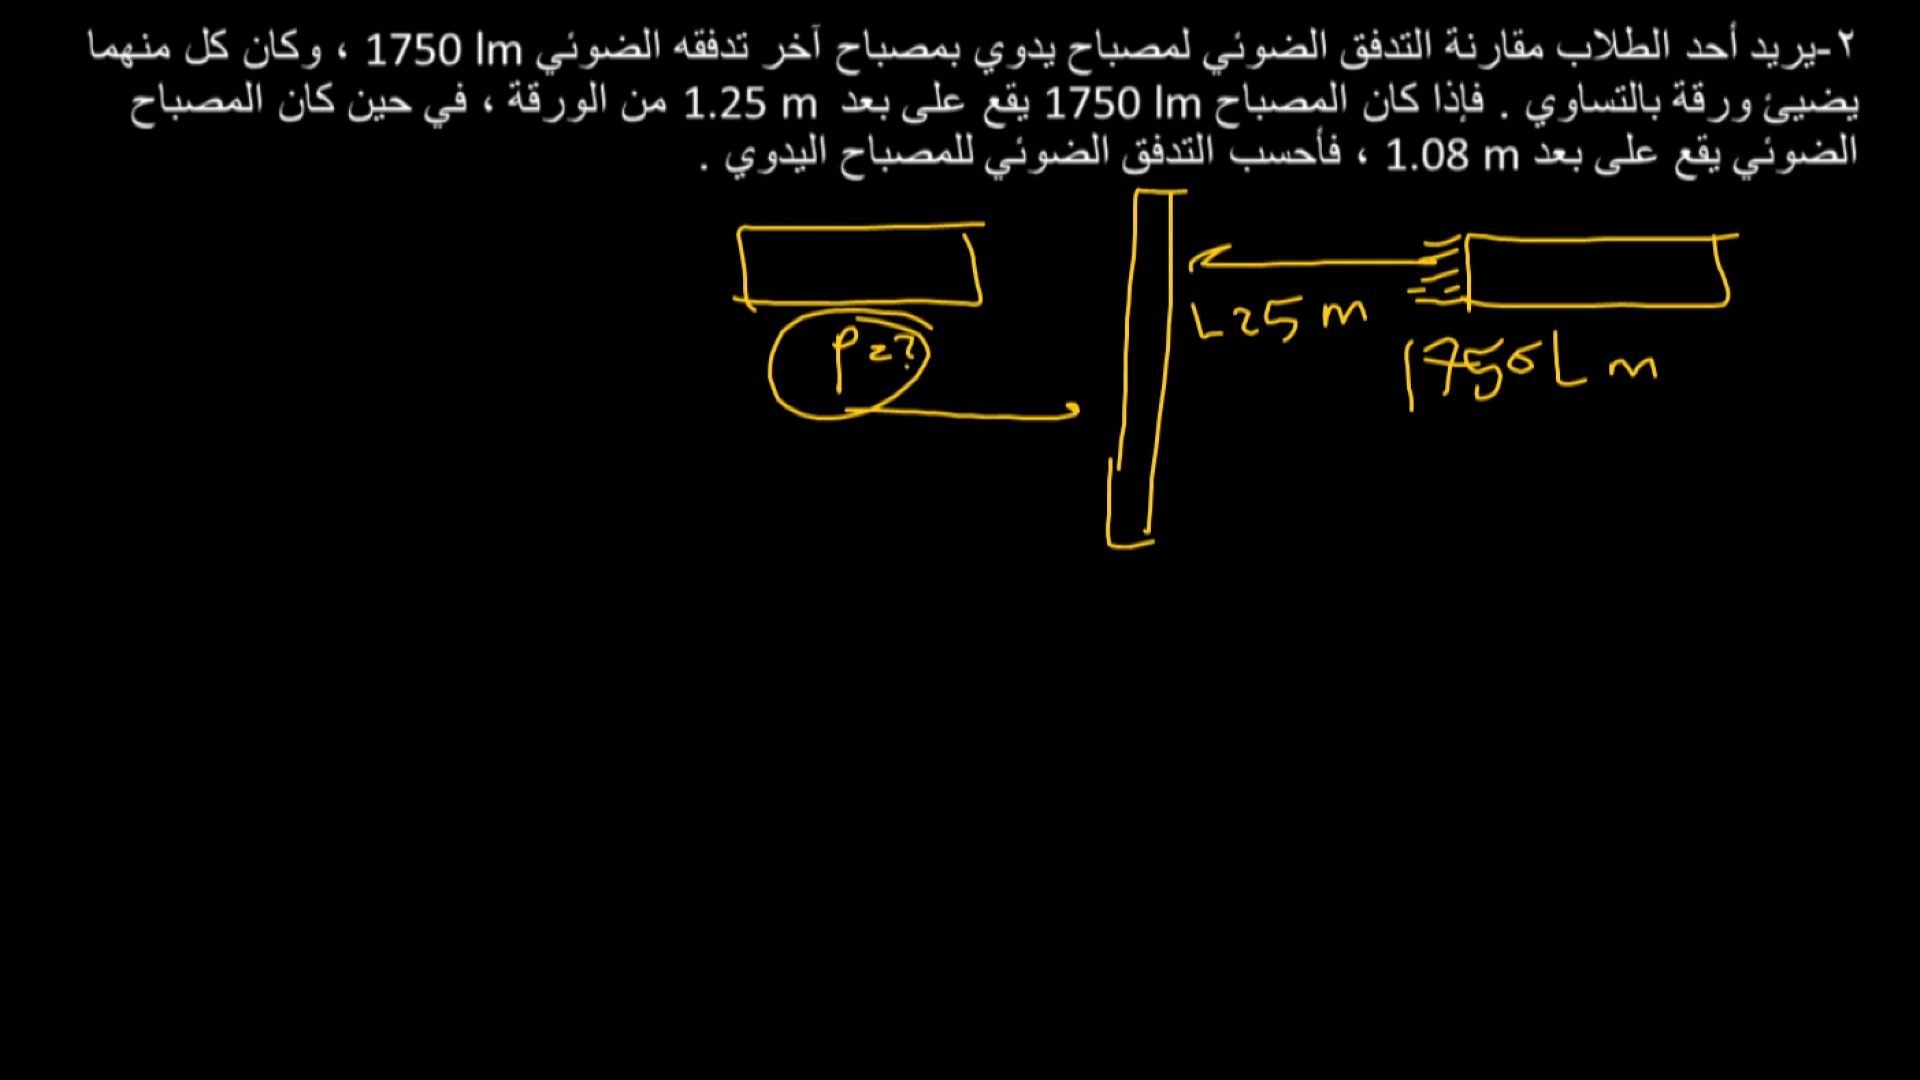 ٢-يريد أحد الطلاب مقارنة التدفق الضوئي لمصباح يدوي بمصباح آخر تدفقه الضوئي 1750 lm ، وكان كل منهما
يضيئ ورقة بالتساوي . فإذا كان المصباح 1750 lm يقع على بعد 1.25 m من الورقة ، في حين كان المصباح
الضوئي يقع على بعد 1.08 m ، فأحسب التدفق الضوئي للمصباح اليدوي .
1.25 m
P=?
1750 Lm